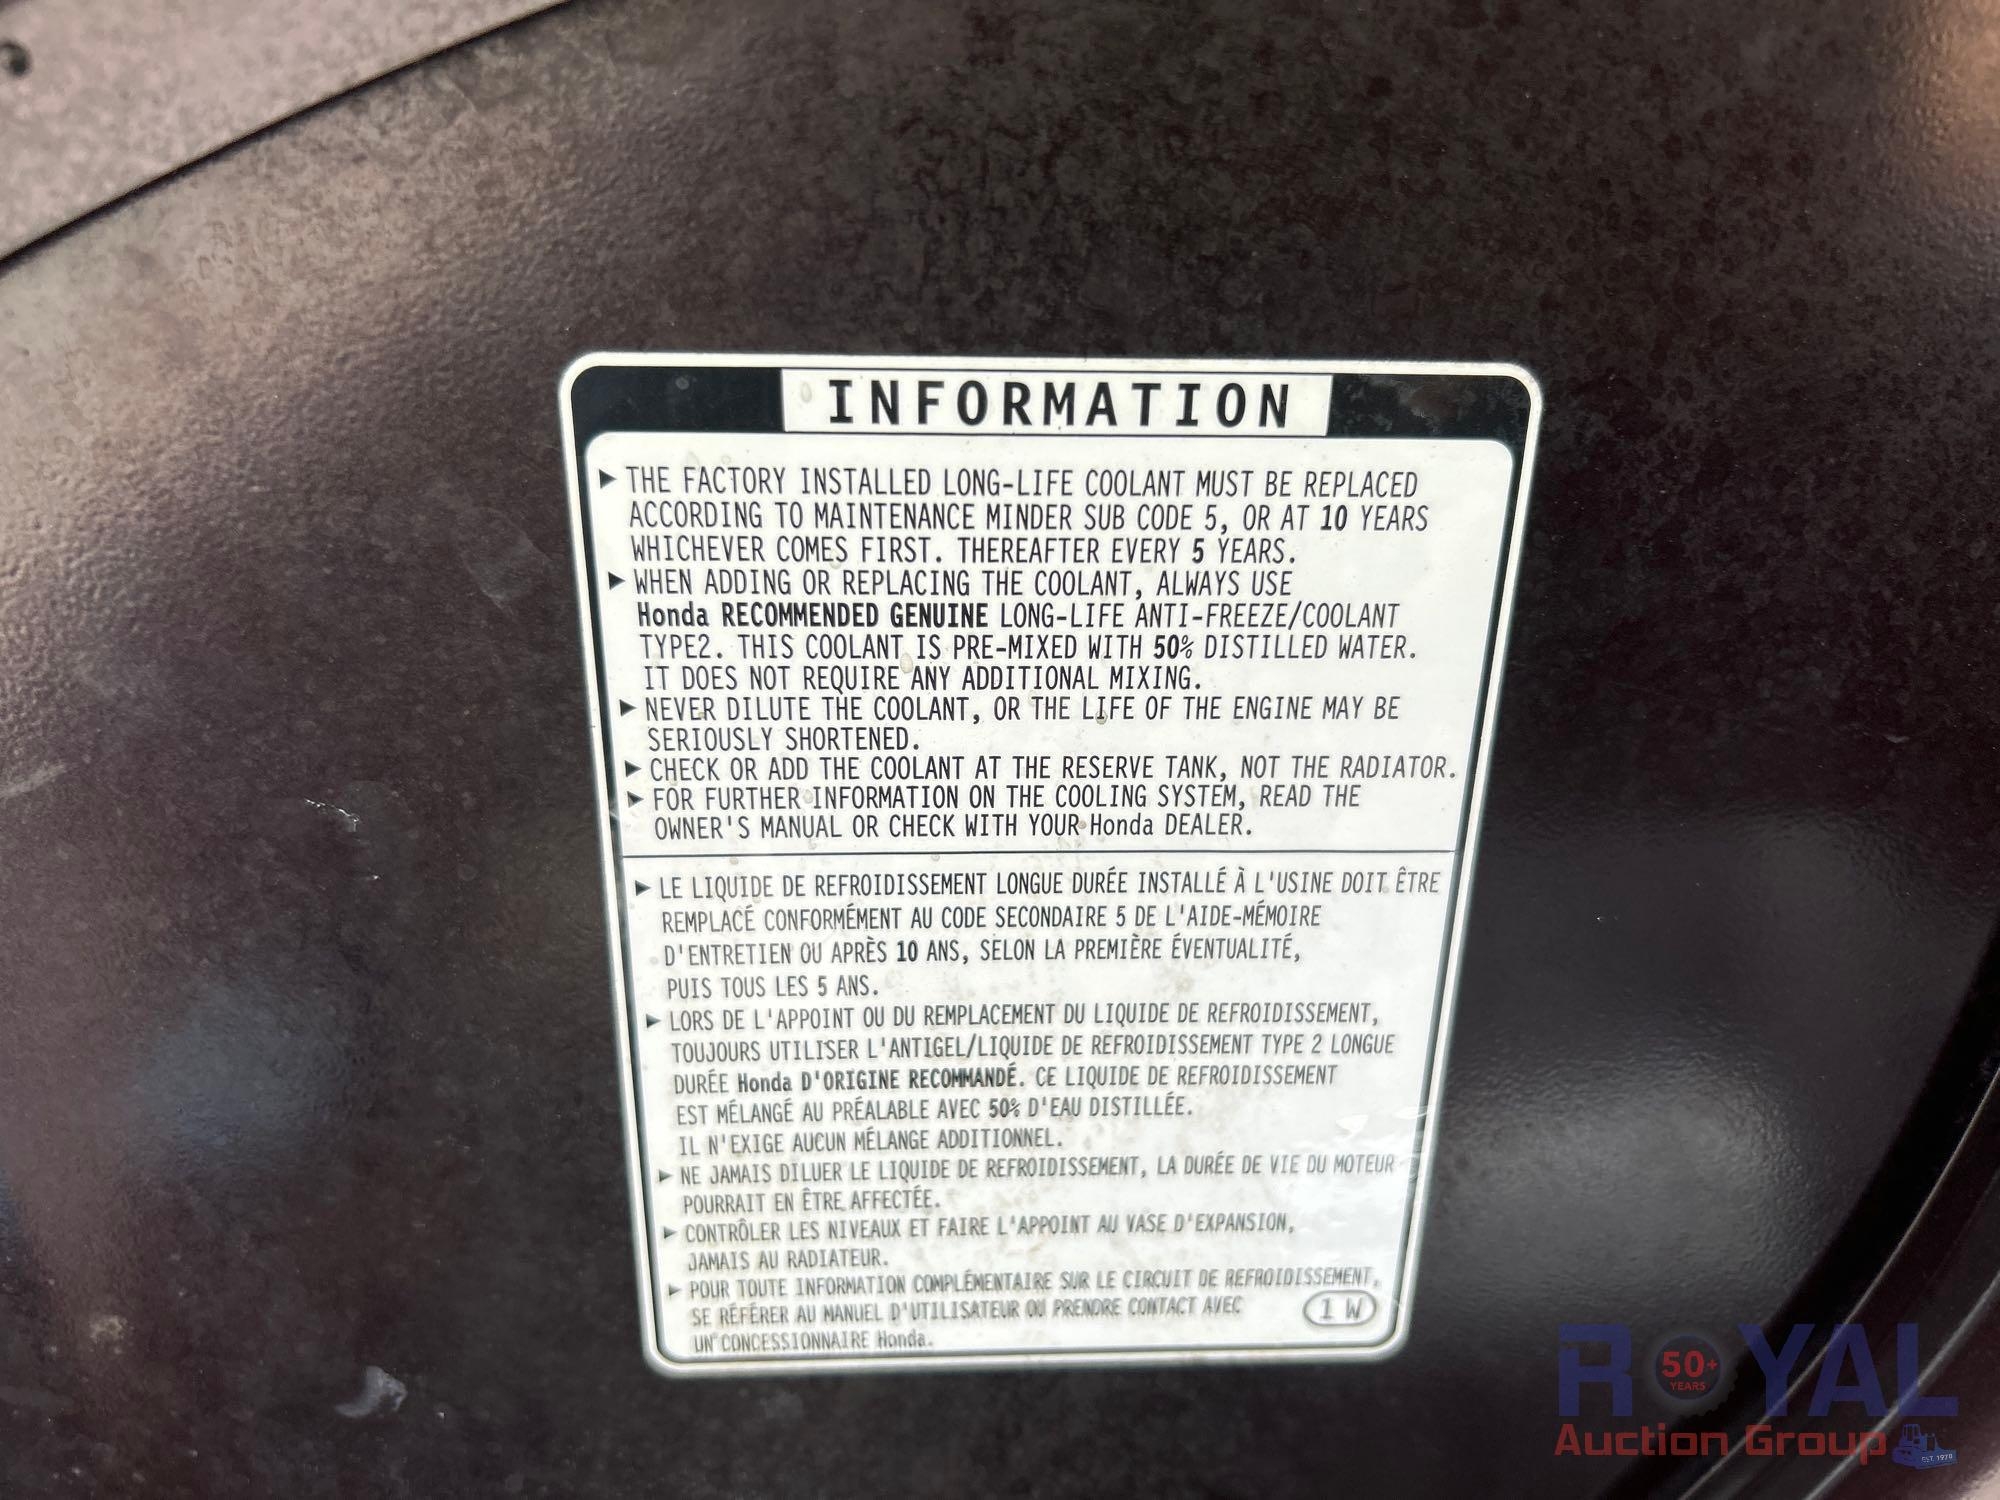 INFORMATION
▶ THE FACTORY INSTALLED LONG-LIFE COOLANT MUST BE REPLACED
ACCORDING TO MAINTENANCE MINDER SUB CODE 5, OR AT 10 YEARS
WHICHEVER COMES FIRST. THEREAFTER EVERY 5 YEARS.
▶ WHEN ADDING OR REPLACING THE COOLANT, ALWAYS USE
Honda RECOMMENDED GENUINE LONG-LIFE ANTI-FREEZE/COOLANT
TYPE2. THIS COOLANT IS PRE-MIXED WITH 50% DISTILLED WATER.
IT DOES NOT REQUIRE ANY ADDITIONAL MIXING.
▶ NEVER DILUTE THE COOLANT, OR THE LIFE OF THE ENGINE MAY BE
SERIOUSLY SHORTENED.
▶ CHECK OR ADD THE COOLANT AT THE RESERVE TANK, NOT THE RADIATOR.
▶ FOR FURTHER INFORMATION ON THE COOLING SYSTEM, READ THE
OWNER'S MANUAL OR CHECK WITH YOUR Honda DEALER.
▶ LE LIQUIDE DE REFROIDISSEMENT LONGUE DURÉE INSTALLÉ À L'USINE DOIT ÊTRE
REMPLACÉ CONFORMÉMENT AU CODE SECONDAIRE 5 DE L'AIDE-MÉMOIRE
D'ENTRETIEN OU APRÈS 10 ANS, SELON LA PREMIÈRE ÉVENTUALITÉ,
PUIS TOUS LES 5 ANS.
▶ LORS DE L'APPOINT OU DU REMPLACEMENT DU LIQUIDE DE REFROIDISSEMENT,
TOUJOURS UTILISER L'ANTIGEL/LIQUIDE DE REFROIDISSEMENT TYPE 2 LONGUE
DURÉE Honda D'ORIGINE RECOMMANDÉ. CE LIQUIDE DE REFROIDISSEMENT
EST MÉLANGÉ AU PRÉALABLE AVEC 50% D'EAU DISTILLÉE.
IL N'EXIGE AUCUN MÉLANGE ADDITIONNEL.
▶ NE JAMAIS DILUER LE LIQUIDE DE REFROIDISSEMENT, LA DURÉE DE VIE DU MOTEUR
POURRAIT EN ÊTRE AFFECTÉE.
▶ CONTRÔLER LES NIVEAUX ET FAIRE L'APPOINT AU VASE D'EXPANSION,
JAMAIS AU RADIATEUR.
▶ POUR TOUTE INFORMATION COMPLÉMENTAIRE SUR LE CIRCUIT DE REFROIDISSEMENT,
SE RÉFÉRER AU MANUEL D'UTILISATEUR OU PRENDRE CONTACT AVEC
UN CONCESSIONNAIRE Honda.
1 W
ROYAL
50+
YEARS
Auction Group
EST. 1970